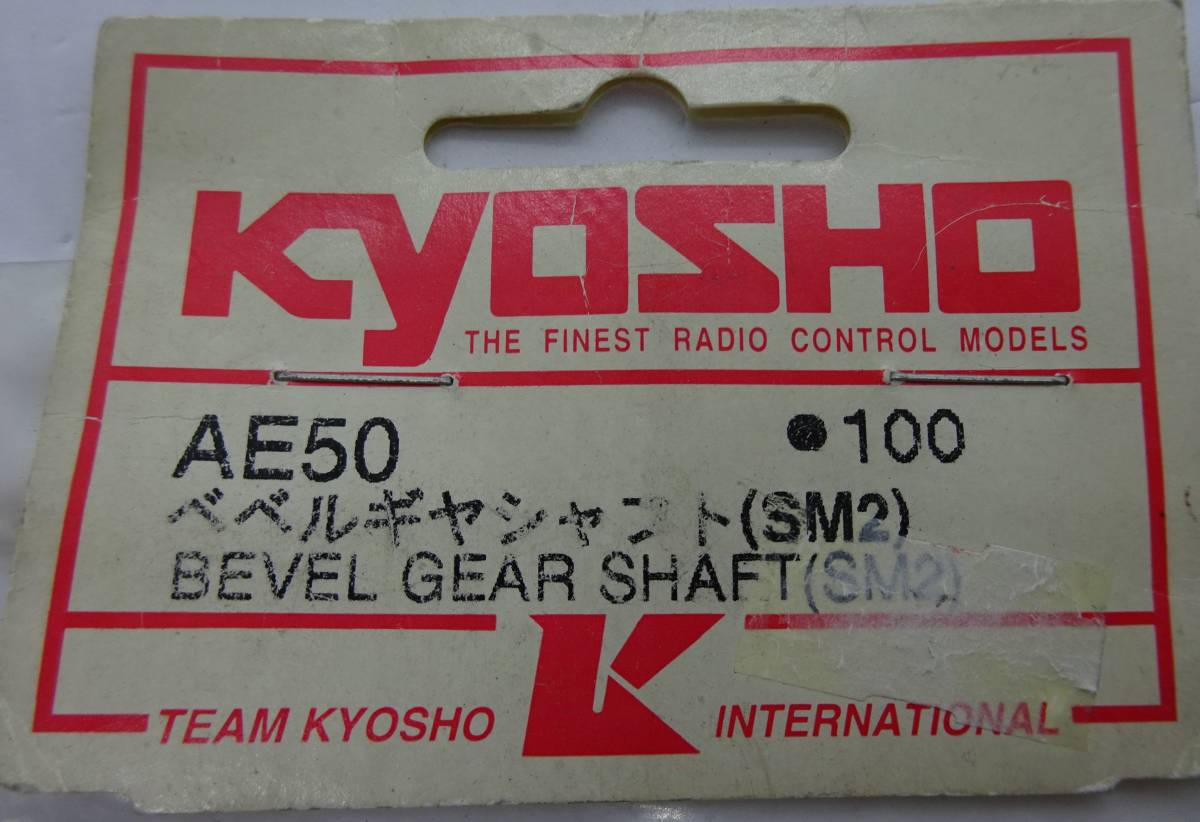 KYOSHO
THE FINEST RADIO CONTROL MODELS
AE50 ●100
ベベルギヤシャフト(SM2)
BEVEL GEAR SHAFT(SM2)
TEAM KYOSHO K INTERNATIONAL